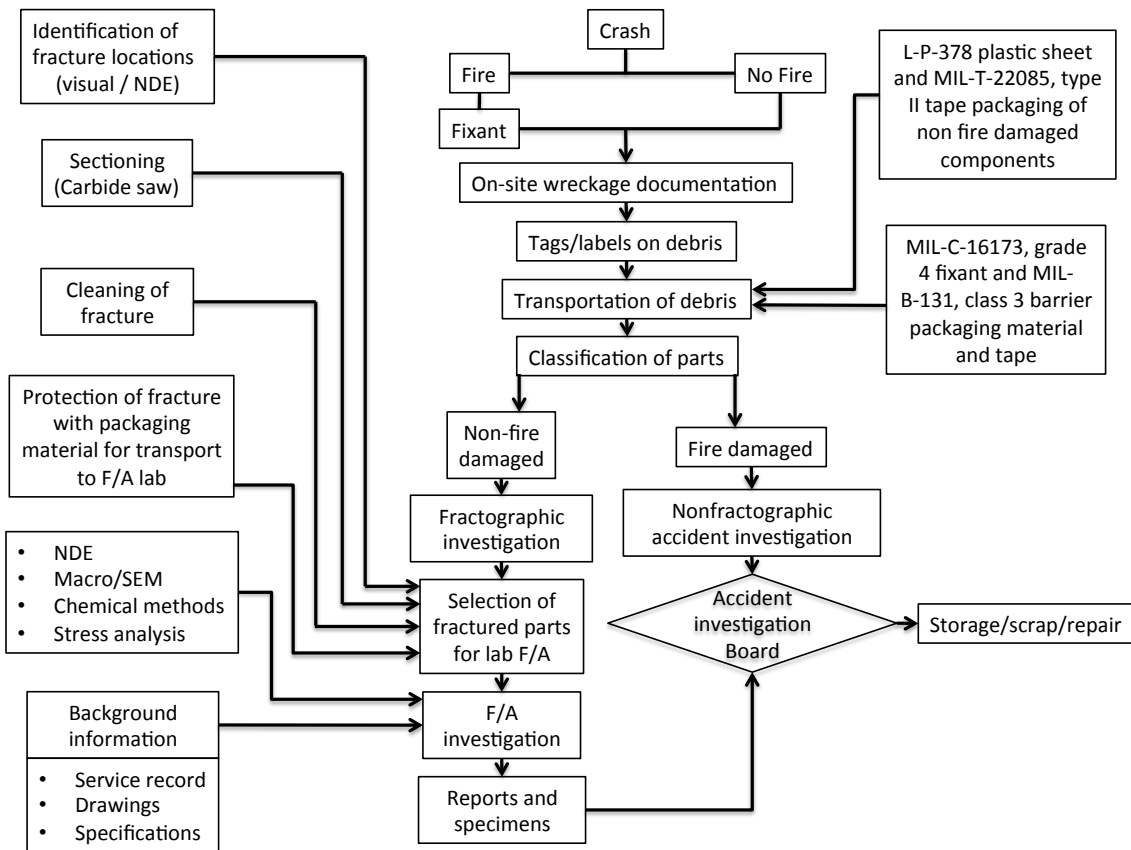 Identification of
fracture locations
(visual / NDE)
Sectioning
(Carbide saw)
Cleaning of
fracture
Protection of fracture
with packaging
material for transport
to F/A lab
• NDE
• Macro/SEM
• Chemical methods
• Stress analysis
Background
information
• Service record
• Drawings
• Specifications
Crash
Fire
No Fire
Fixant
On-site wreckage documentation
Tags/labels on debris
Transportation of debris
Classification of parts
Non-fire
damaged
Fractographic
investigation
Selection of
fractured parts
for lab F/A
F/A
investigation
Reports and
specimens
Fire damaged
Nonfractographic
accident investigation
Accident
investigation
Board
Storage/scrap/repair
L-P-378 plastic sheet
and MIL-T-22085, type
II tape packaging of
non fire damaged
components
MIL-C-16173, grade
4 fixant and MIL-
B-131, class 3 barrier
packaging material
and tape